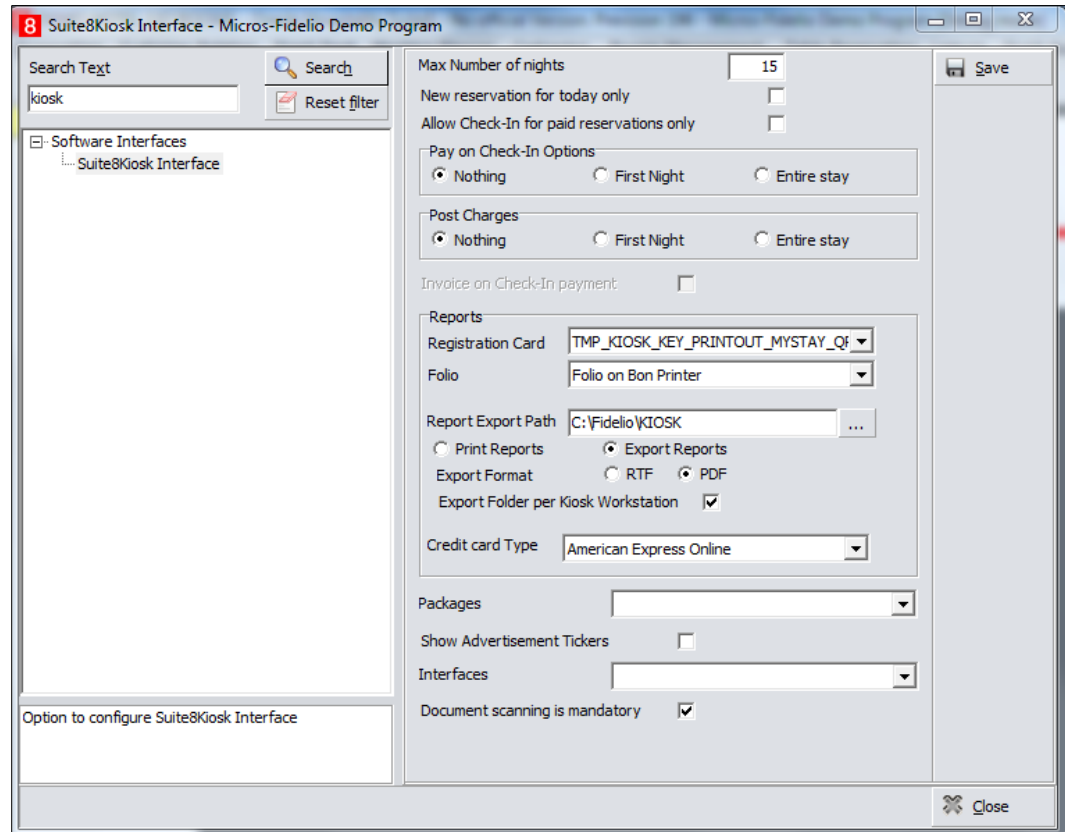 8 Suite8Kiosk Interface - Micros-Fidelio Demo Program
Search Text
Search
kiosk
Reset filter
Software Interfaces
Suite8Kiosk Interface
Option to configure Suite8Kiosk Interface
Max Number of nights 15
New reservation for today only
Allow Check-In for paid reservations only
Pay on Check-In Options
Nothing First Night Entire stay
Post Charges
Nothing First Night Entire stay
Invoice on Check-In payment
Reports
Registration Card TMP_KIOSK_KEY_PRINTOUT_MYSTAY_QF
Folio Folio on Bon Printer
Report Export Path C:\Fidelio\KIOSK ...
Print Reports Export Reports
Export Format RTF PDF
Export Folder per Kiosk Workstation
Credit card Type American Express Online
Packages
Show Advertisement Tickers
Interfaces
Document scanning is mandatory
Save
Close